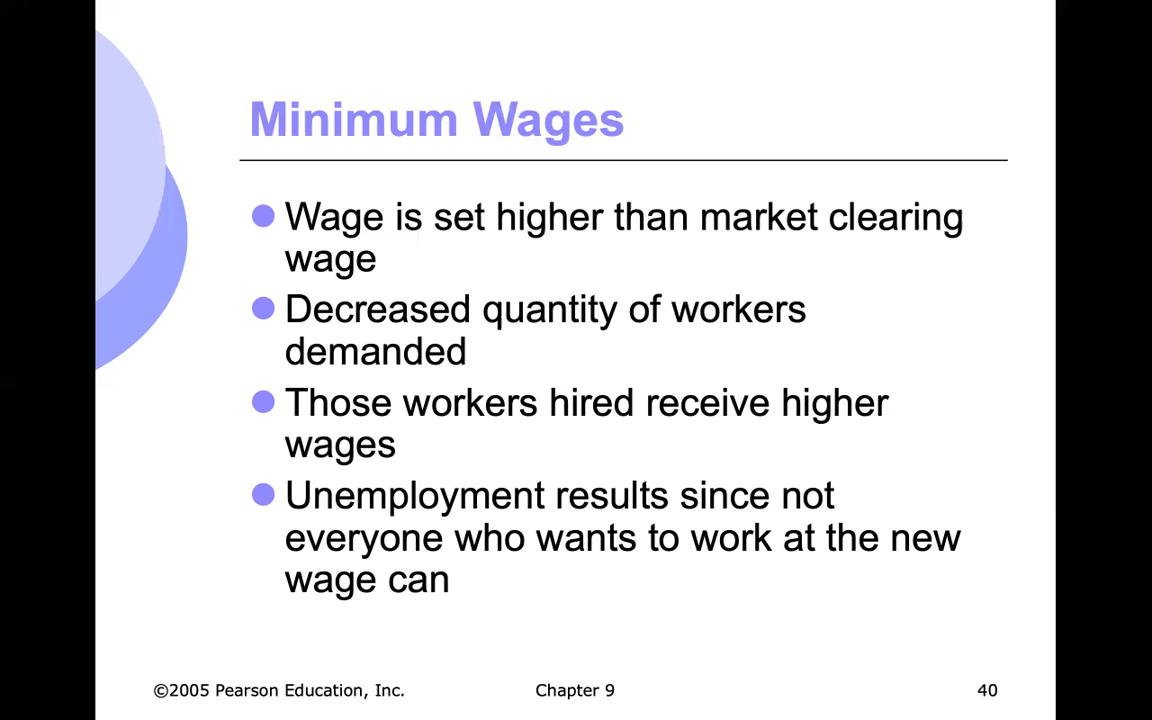 Minimum Wages
Wage is set higher than market clearing
wage
Decreased quantity of workers
demanded
Those workers hired receive higher
wages
Unemployment results since not
everyone who wants to work at the new
wage can
©2005 Pearson Education, Inc.
Chapter 9
40